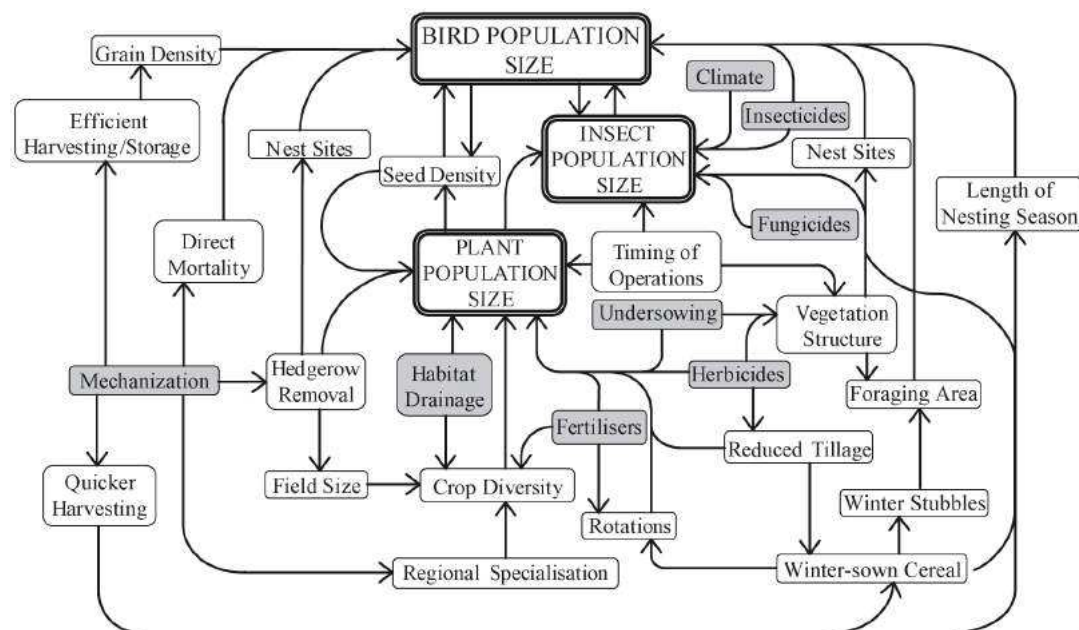 BIRD POPULATION
SIZE
Grain Density
Climate
Efficient
Harvesting/Storage
Insecticides
INSECT
POPULATION
SIZE
Nest Sites
Nest Sites
Seed Density
Length of
Nesting Season
Fungicides
Direct
Mortality
PLANT
POPULATION
SIZE
Timing of
Operations
Undersowing
Vegetation
Structure
Mechanization
Hedgerow
Removal
Habitat
Drainage
Herbicides
Foraging Area
Fertilisers
Reduced Tillage
Quicker
Harvesting
Field Size
Crop Diversity
Winter Stubbles
Rotations
Regional Specialisation
Winter-sown Cereal